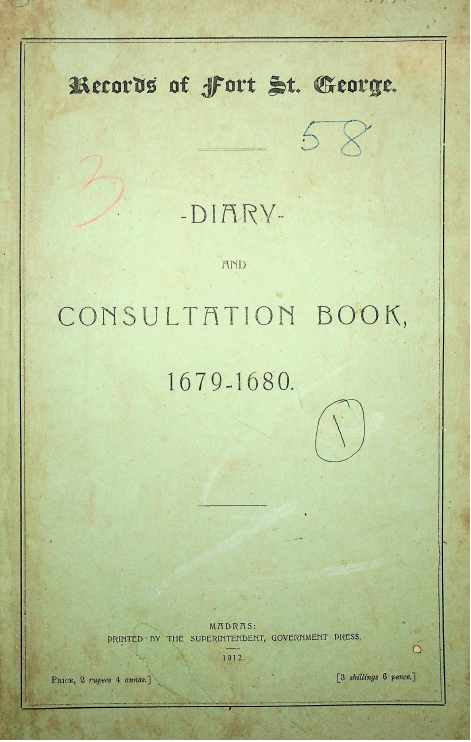 Records of Fort St. George.
58
3
-DIARY-
AND
CONSULTATION BOOK,
1679-1680.
1
MADRAS:
PRINTED BY THE SUPERINTENDENT, GOVERNMENT PRESS.
1912.
PRICE, 2 rupees 4 annas.] [3 shillings 6 pence.]